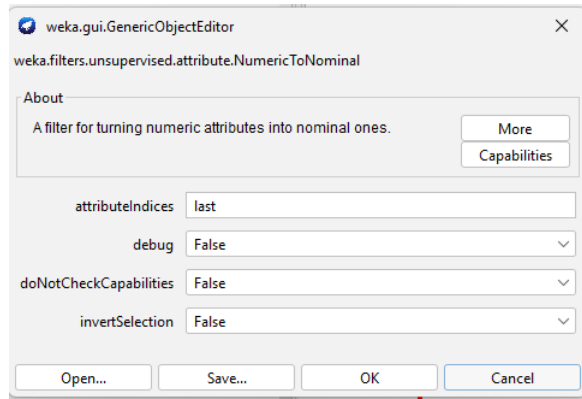 weka.gui.GenericObjectEditor
weka.filters.unsupervised.attribute.NumericToNominal
About
A filter for turning numeric attributes into nominal ones.
More
Capabilities
attributeIndices last
debug False
doNotCheckCapabilities False
invertSelection False
Open... Save... OK Cancel